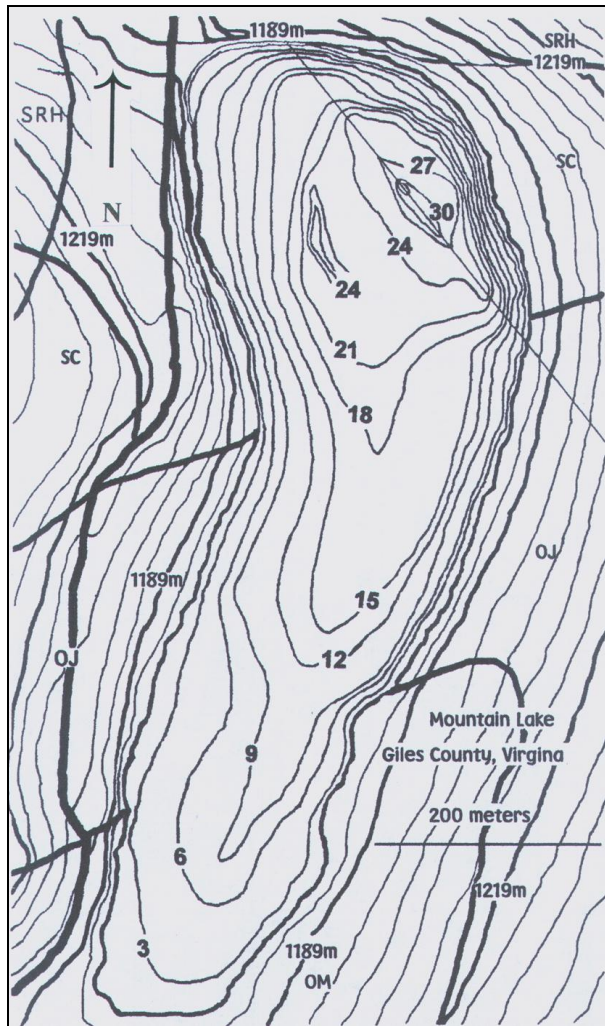 1189m
SRH
1219m
SRH
SC
N
27
30
1219m
24
24
SC
21
18
OJ
15
1189m
OJ
12
Mountain Lake
9
Giles County, Virgina
200 meters
6
1219m
3
1189m
OM